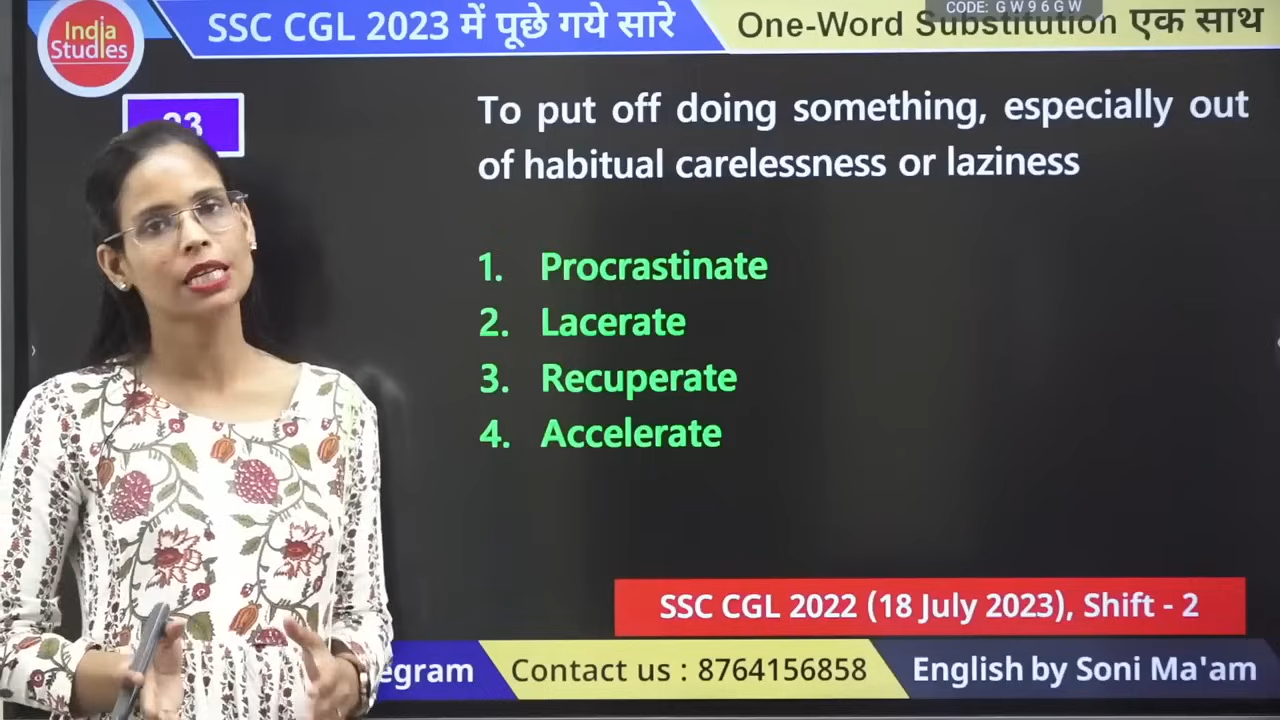 India
Studies
SSC CGL 2023 में पूछे गये सारे
One-Word Substitution एक साथ
CODE: GW96GW
23
To put off doing something, especially out
of habitual carelessness or laziness
1. Procrastinate
2. Lacerate
3. Recuperate
4. Accelerate
SSC CGL 2022 (18 July 2023), Shift - 2
egram
Contact us : 8764156858
English by Soni Ma'am